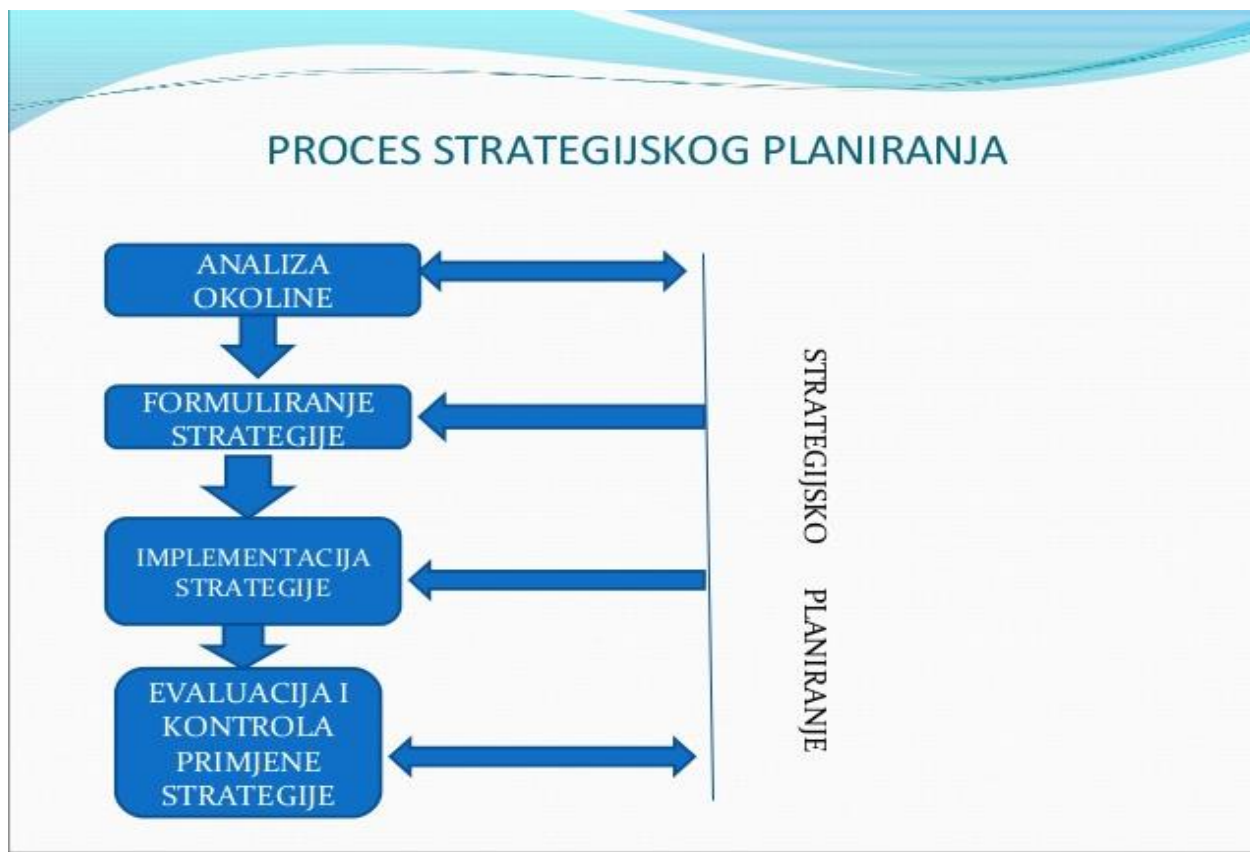 PROCES STRATEGIJSKOG PLANIRANJA
ANALIZA
OKOLINE
FORMULIRANJE
STRATEGIJE
IMPLEMENTACIJA
STRATEGIJE
EVALUACIJA I
KONTROLA
PRIMJENE
STRATEGIJE
STRATEGIJSKO PLANIRANJE